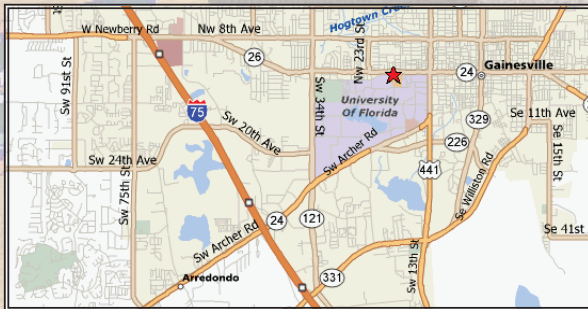 Hogtown Cre
W Newberry Rd
Nw 8th Ave
Nw 23rd St
26
24
Gainesville
Sw 91st St
Sw 34th St
University
Of Florida
75
Sw 20th Ave
329
Se 11th Ave
Sw 24th Ave
Sw Archer Rd
226
Se 15th St
441
Sw 75th St
Se Williston Rd
24
121
Se 41st
Sw Archer Rd
Sw 13th St
Arredondo
331